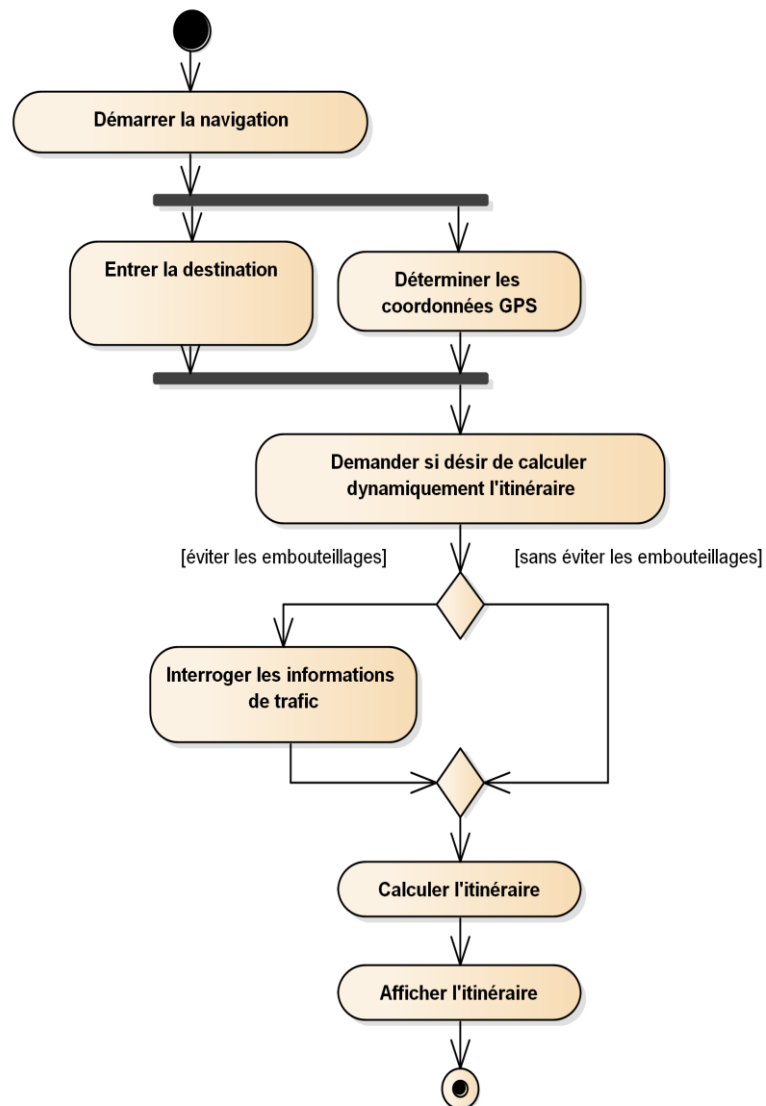 Démarrer la navigation
Entrer la destination
Déterminer les
coordonnées GPS
Demander si désir de calculer
dynamiquement l'itinéraire
[éviter les embouteillages]
[sans éviter les embouteillages]
Interroger les informations
de trafic
Calculer l'itinéraire
Afficher l'itinéraire